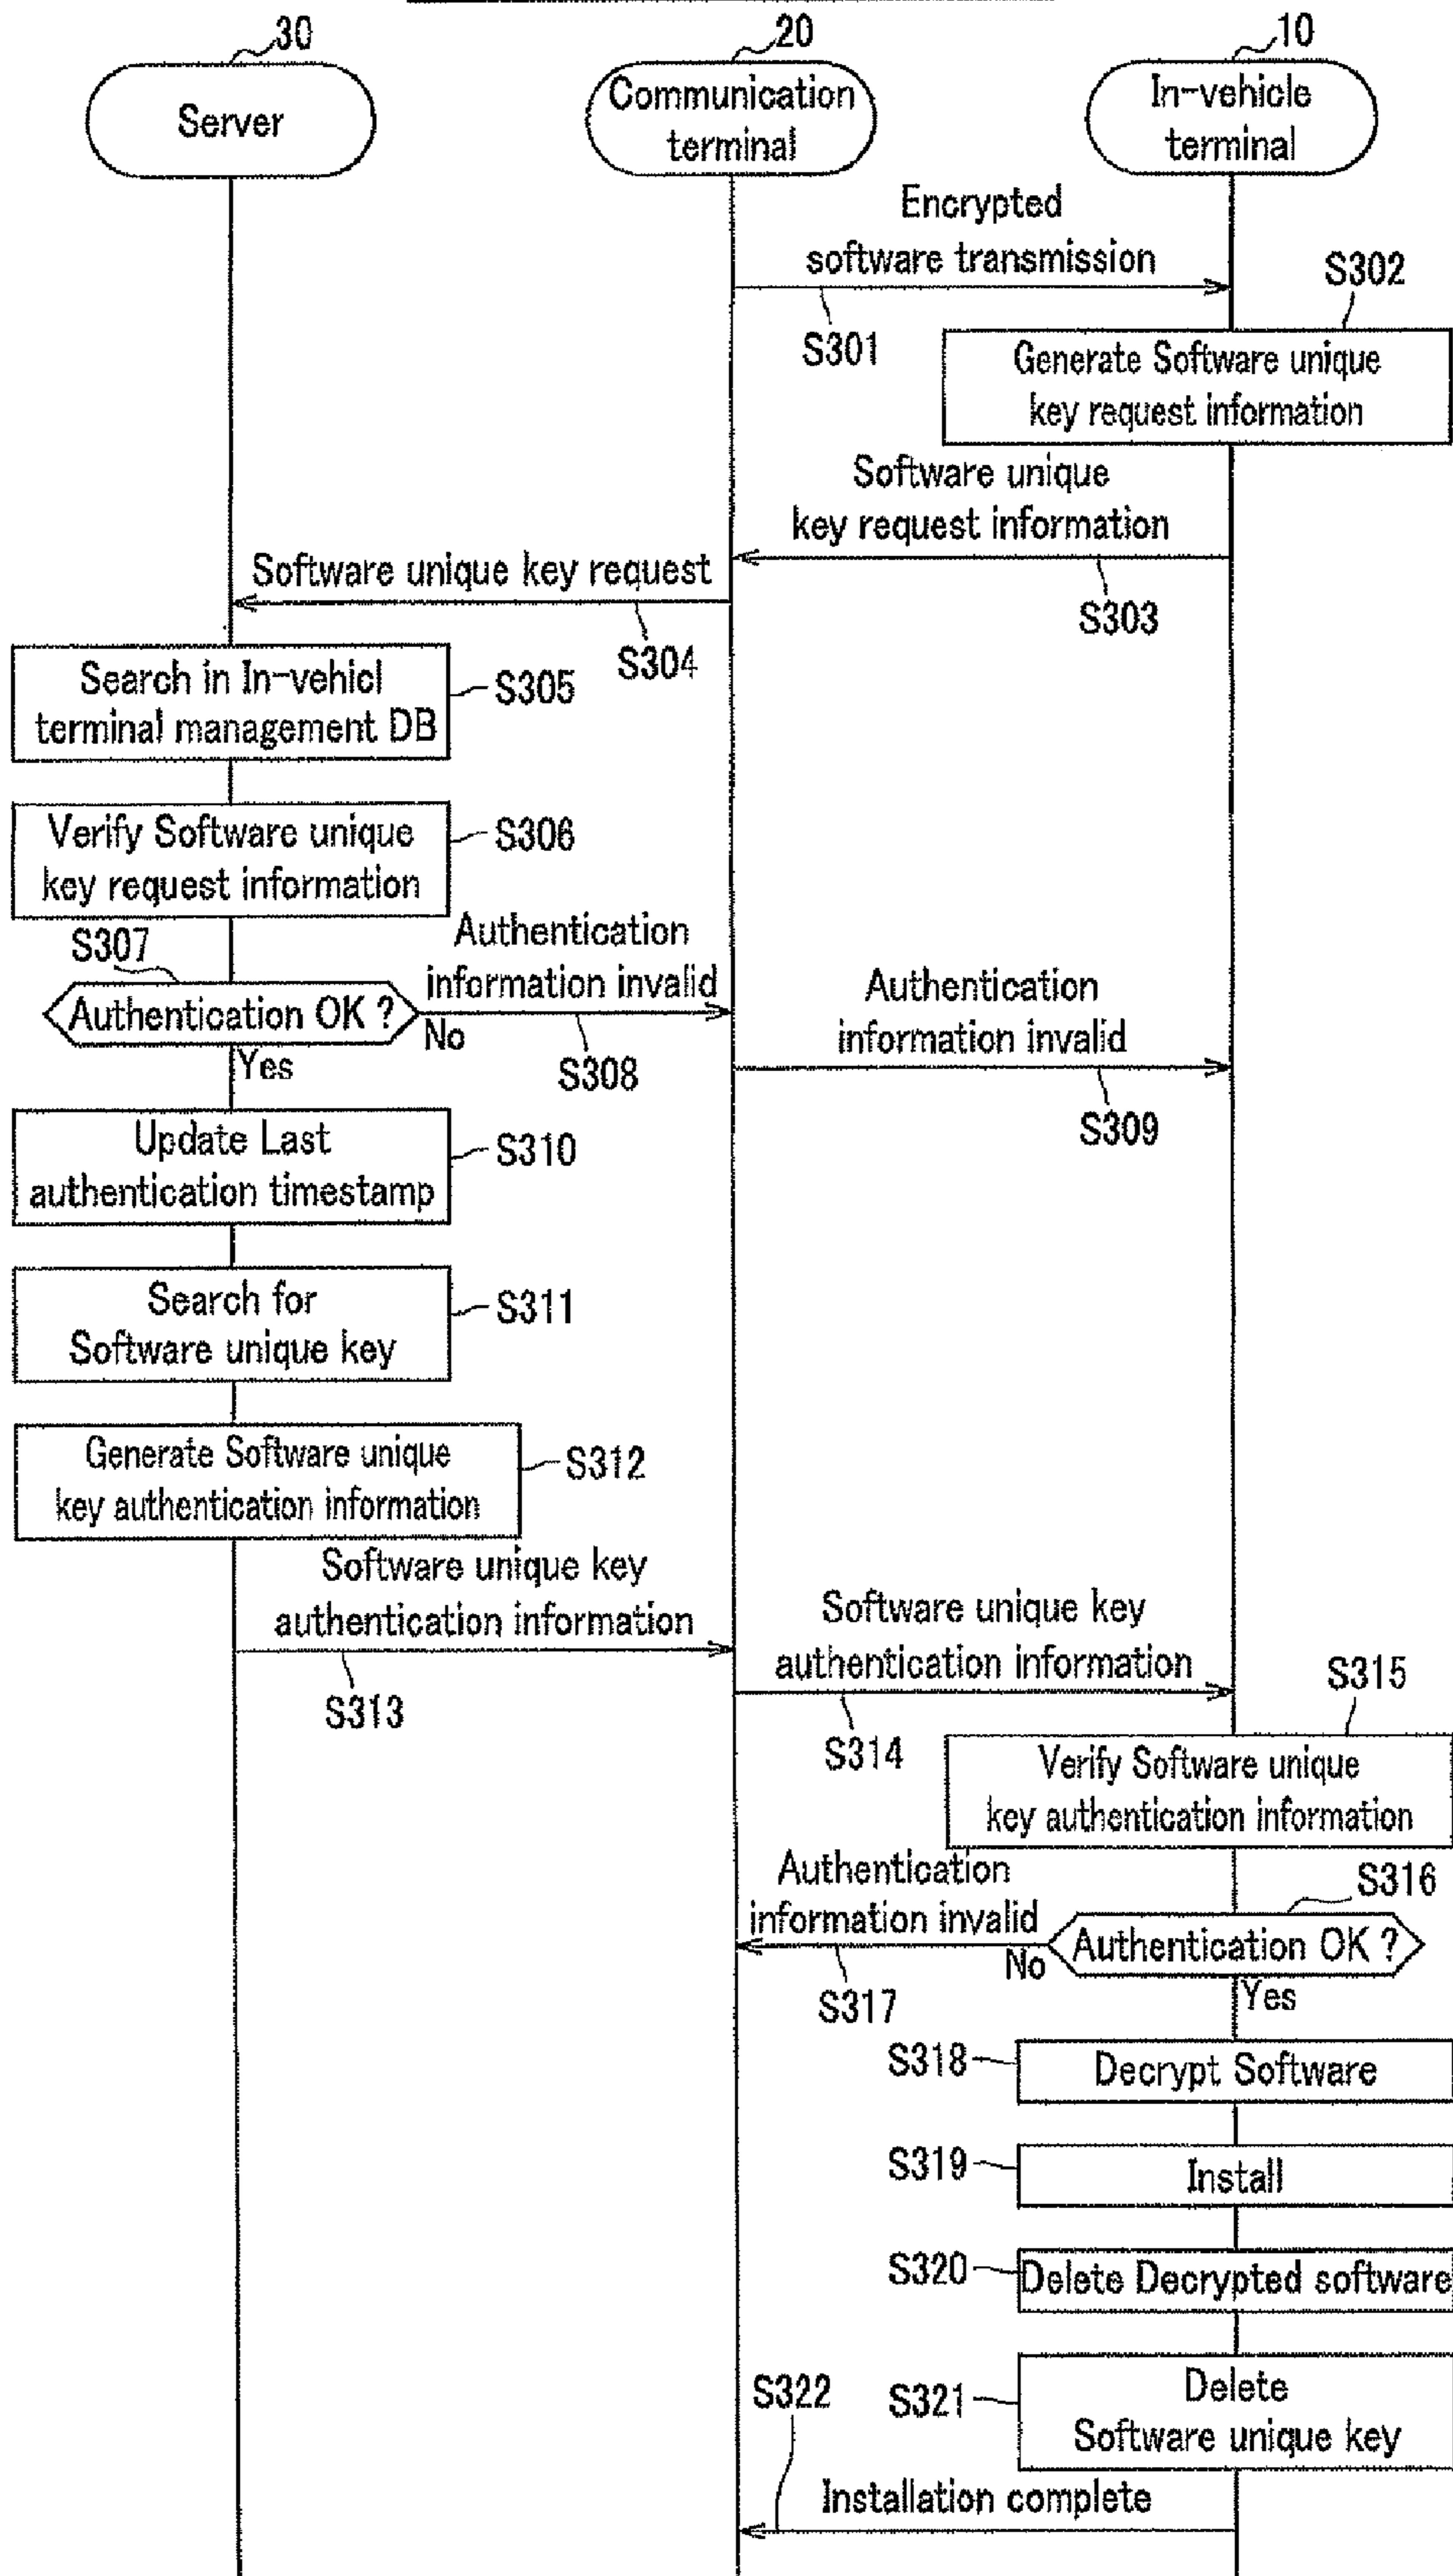 30
20
10
Server
Communication
terminal
In-vehicle
terminal
Encrypted
software transmission
S301
S302
Generate Software unique
key request information
Software unique
key request information
S303
Software unique key request
S304
Search in In-vehicl
terminal management DB
S305
Verify Software unique
key request information
S306
S307
Authentication OK ?
No
Yes
Authentication
information invalid
S308
Authentication
information invalid
S309
Update Last
authentication timestamp
S310
Search for
Software unique key
S311
Generate Software unique
key authentication information
S312
Software unique key
authentication information
S313
Software unique key
authentication information
S314
S315
Verify Software unique
key authentication information
Authentication
information invalid
S316
Authentication OK ?
No
Yes
S317
S318
Decrypt Software
S319
Install
S320
Delete Decrypted software
S321
Delete
Software unique key
S322
Installation complete